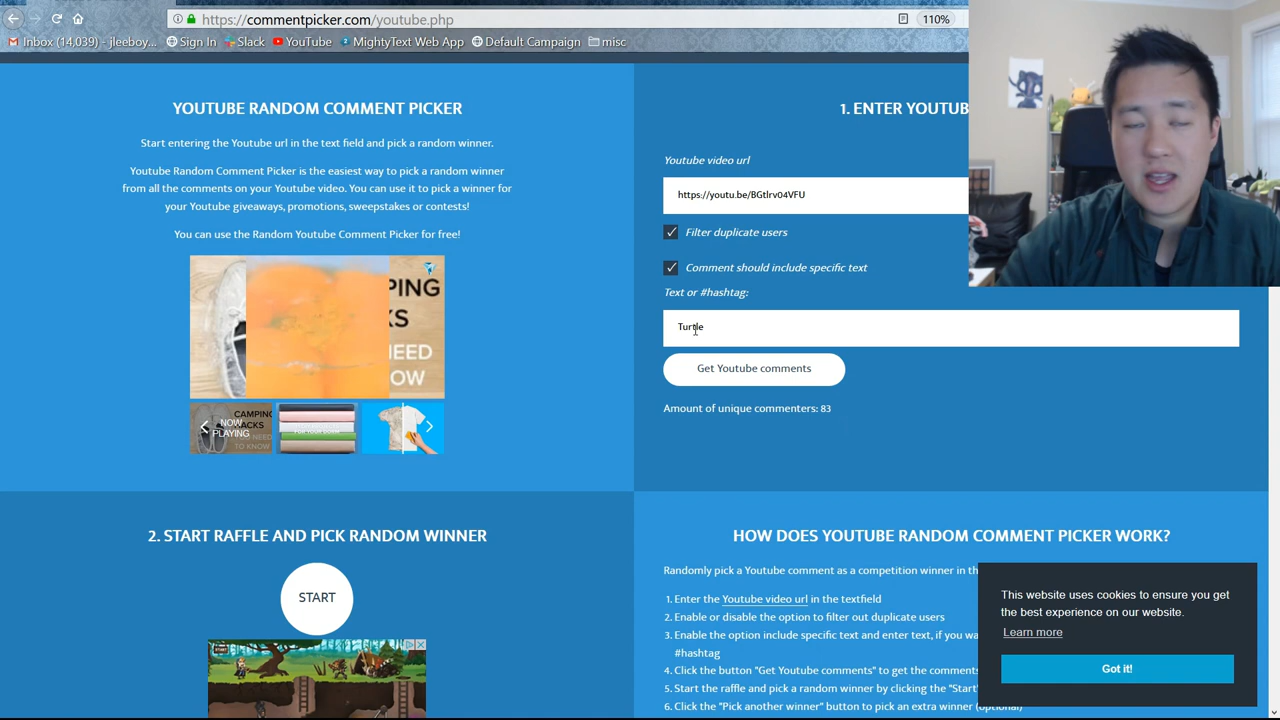 https://commentpicker.com/youtube.php
110%
Inbox (14,039) - jleeboy...
Sign In
Slack
YouTube
MightyText Web App
Default Campaign
misc
YOUTUBE RANDOM COMMENT PICKER
Start entering the Youtube url in the text field and pick a random winner.
Youtube Random Comment Picker is the easiest way to pick a random winner
from all the comments on your Youtube video. You can use it to pick a winner for
your Youtube giveaways, promotions, sweepstakes or contests!
You can use the Random Youtube Comment Picker for free!
PING
KS
NEED
OW
CAMPING
ACKS
NOW
PLAYING
NEED
TO KNOW
1. ENTER YOUTUB
Youtube video url
https://youtu.be/BGtlrv04VFU
Filter duplicate users
Comment should include specific text
Text or #hashtag:
Turtle
Get Youtube comments
Amount of unique commenters: 83
2. START RAFFLE AND PICK RANDOM WINNER
START
HOW DOES YOUTUBE RANDOM COMMENT PICKER WORK?
Randomly pick a Youtube comment as a competition winner in th
1. Enter the Youtube video url in the textfield
2. Enable or disable the option to filter out duplicate users
3. Enable the option include specific text and enter text, if you wa
#hashtag
4. Click the button "Get Youtube comments" to get the comments
5. Start the raffle and pick a random winner by clicking the "Start"
6. Click the "Pick another winner" button to pick an extra winner (optional)
This website uses cookies to ensure you get
the best experience on our website.
Learn more
Got it!